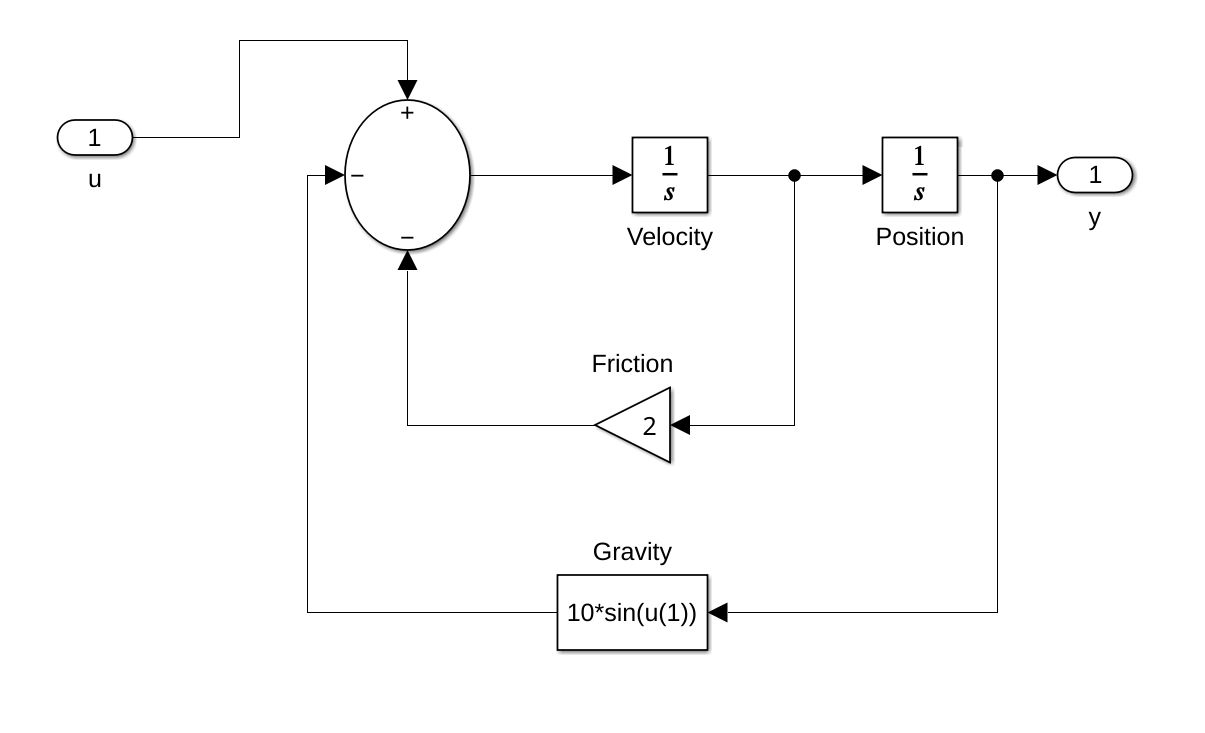 1
u
+
−
−
1
s
Velocity
1
s
Position
1
y
Friction
2
Gravity
10*sin(u(1))